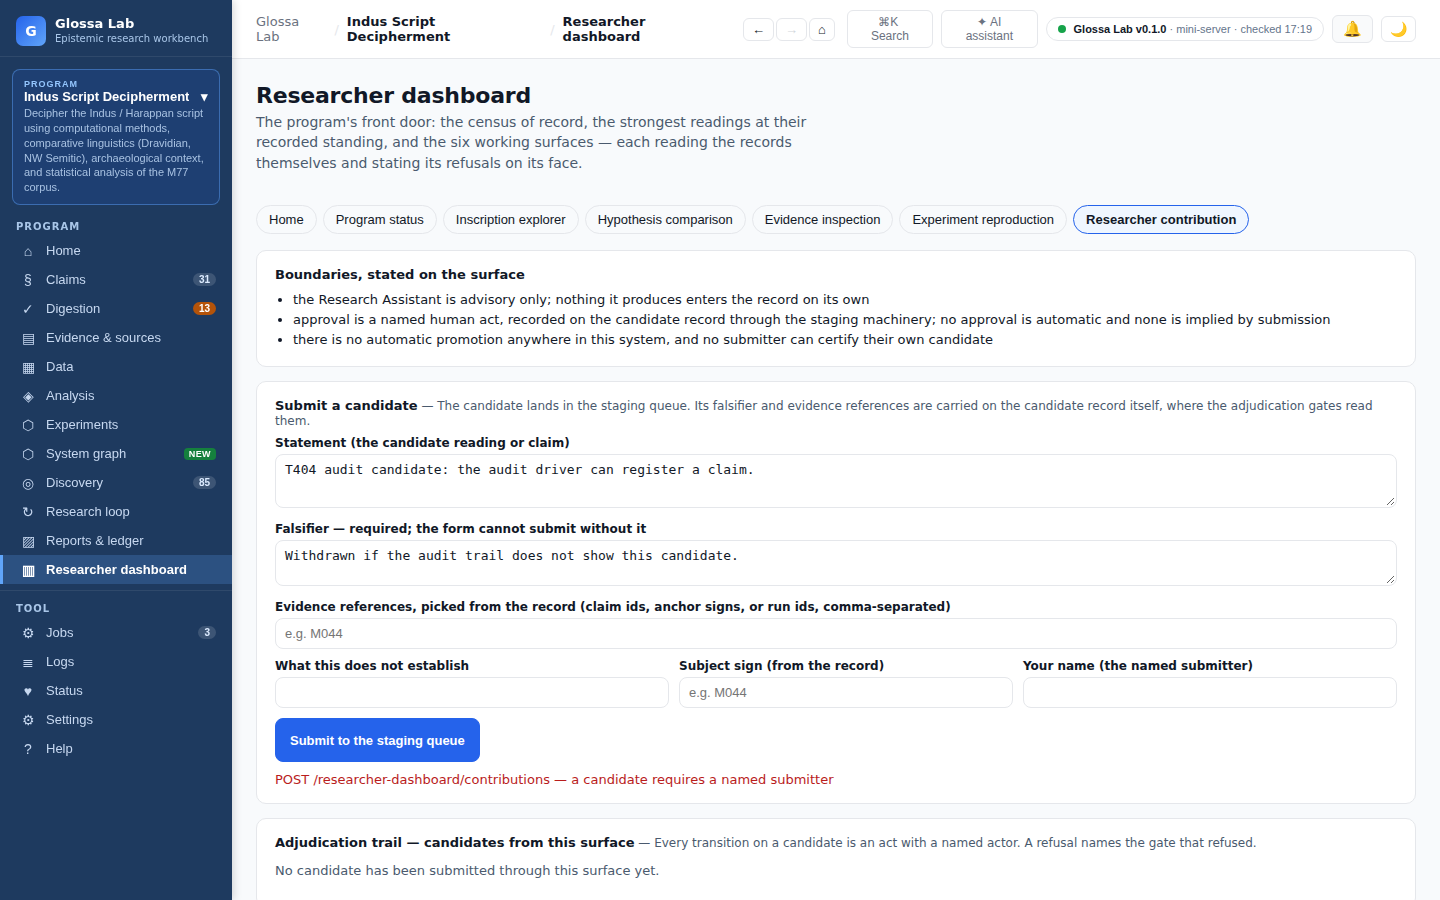 G
Glossa Lab
Epistemic research workbench
PROGRAM
Indus Script Decipherment ▼
Decipher the Indus / Harappan script
using computational methods,
comparative linguistics (Dravidian,
NW Semitic), archaeological context,
and statistical analysis of the M77
corpus.
PROGRAM
⌂ Home
§ Claims 31
✓ Digestion 13
▤ Evidence & sources
▦ Data
◈ Analysis
⬡ Experiments
⬡ System graph NEW
◎ Discovery 85
↻ Research loop
▨ Reports & ledger
▥ Researcher dashboard
TOOL
⚙ Jobs 3
≣ Logs
♥ Status
⚙ Settings
? Help
Glossa Lab / Indus Script Decipherment / Researcher dashboard
← → ⌂
⌘K Search
✦ AI assistant
Glossa Lab v0.1.0 · mini-server · checked 17:19
🔔 🌙
Researcher dashboard
The program's front door: the census of record, the strongest readings at their
recorded standing, and the six working surfaces — each reading the records
themselves and stating its refusals on its face.
Home Program status Inscription explorer Hypothesis comparison Evidence inspection Experiment reproduction Researcher contribution
Boundaries, stated on the surface
• the Research Assistant is advisory only; nothing it produces enters the record on its own
• approval is a named human act, recorded on the candidate record through the staging machinery; no approval is automatic and none is implied by submission
• there is no automatic promotion anywhere in this system, and no submitter can certify their own candidate
Submit a candidate — The candidate lands in the staging queue. Its falsifier and evidence references are carried on the candidate record itself, where the adjudication gates read
them.
Statement (the candidate reading or claim)
T404 audit candidate: the audit driver can register a claim.
Falsifier — required; the form cannot submit without it
Withdrawn if the audit trail does not show this candidate.
Evidence references, picked from the record (claim ids, anchor signs, or run ids, comma-separated)
e.g. M044
What this does not establish Subject sign (from the record) Your name (the named submitter)
e.g. M044
Submit to the staging queue
POST /researcher-dashboard/contributions — a candidate requires a named submitter
Adjudication trail — candidates from this surface — Every transition on a candidate is an act with a named actor. A refusal names the gate that refused.
No candidate has been submitted through this surface yet.